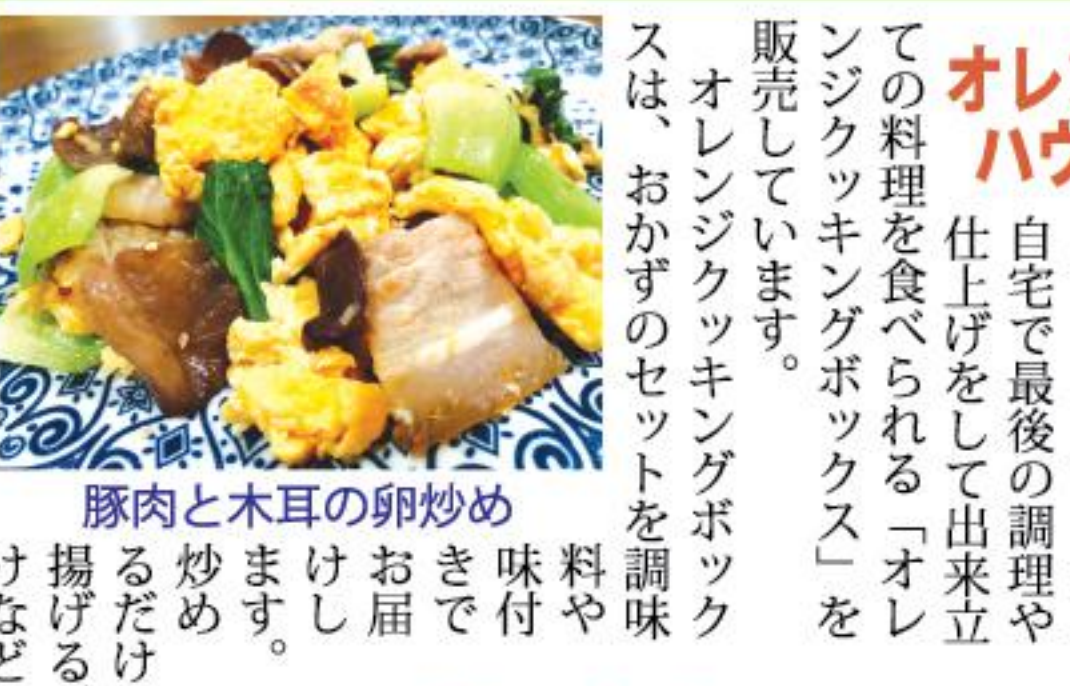 オレ
ハウ
自宅で最後の調理や
仕上げをして出来立
ての料理を食べられる「オレ
ンジクッキングボックス」を
販売しています。
オレンジクッキングボック
スは、おかずのセットを調味
料や
味付
きで
お届
けし
ます。
炒め
るだけ
揚げる
けなど
豚肉と木耳の卵炒め